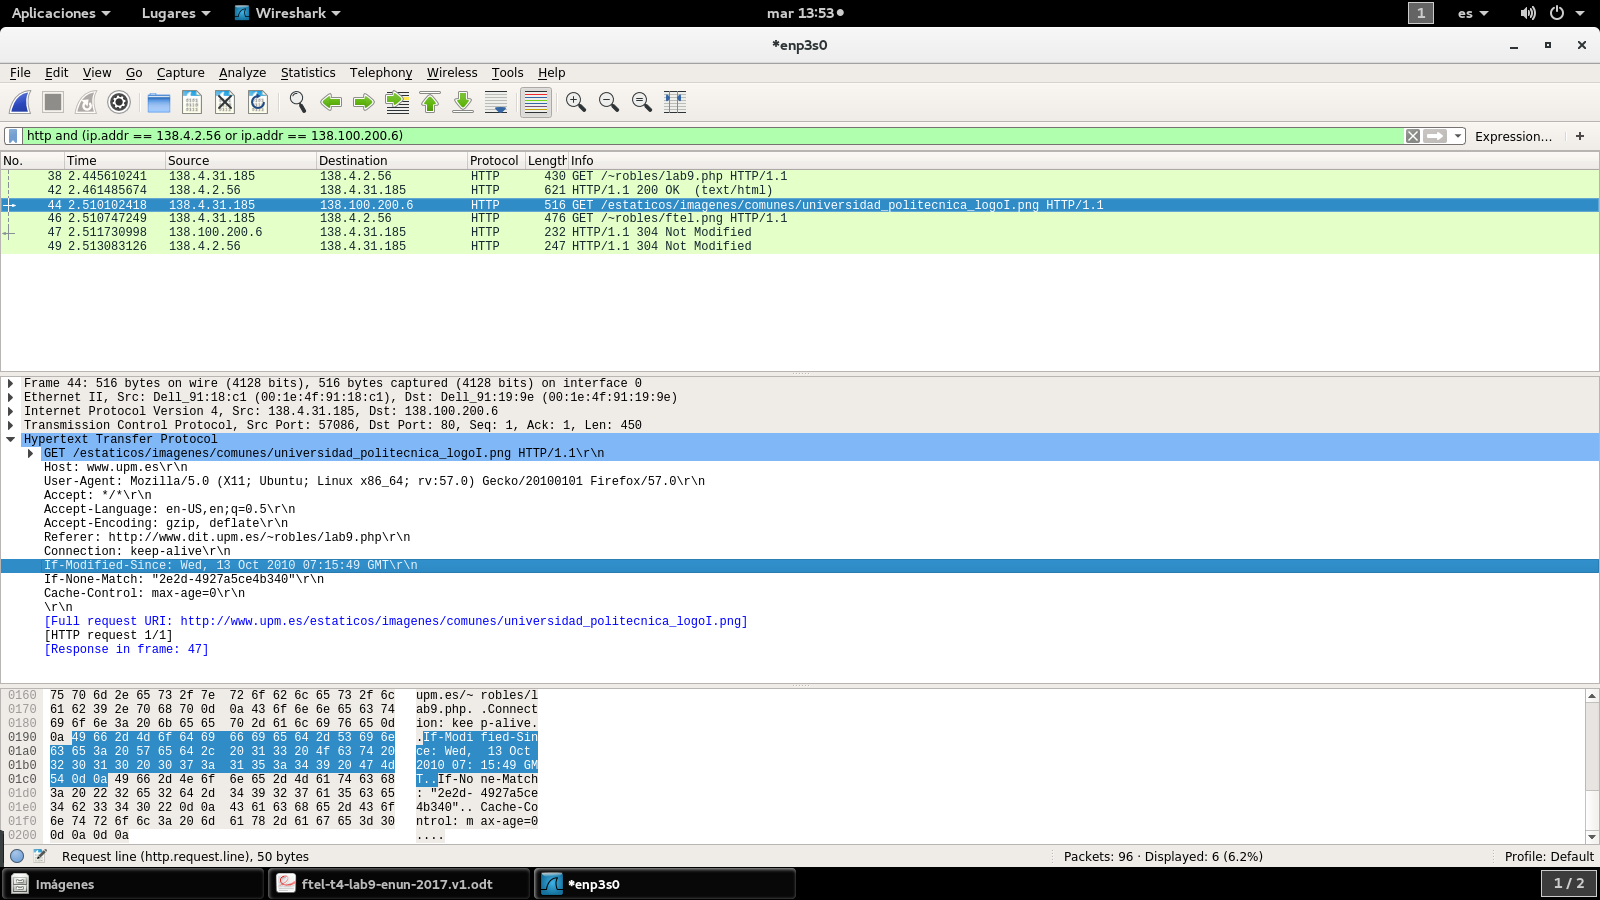 Aplicaciones Lugares Wireshark mar 13:53 1 es
*enp3s0
File Edit View Go Capture Analyze Statistics Telephony Wireless Tools Help
http and (ip.addr == 138.4.2.56 or ip.addr == 138.100.200.6) Expression... +
No. Time Source Destination Protocol Length Info
38 2.445610241 138.4.31.185 138.4.2.56 HTTP 430 GET /~robles/lab9.php HTTP/1.1
42 2.461485674 138.4.2.56 138.4.31.185 HTTP 621 HTTP/1.1 200 OK (text/html)
44 2.510102418 138.4.31.185 138.100.200.6 HTTP 516 GET /estaticos/imagenes/comunes/universidad_politecnica_logoI.png HTTP/1.1
46 2.510747249 138.4.31.185 138.4.2.56 HTTP 476 GET /~robles/ftel.png HTTP/1.1
47 2.511730998 138.100.200.6 138.4.31.185 HTTP 232 HTTP/1.1 304 Not Modified
49 2.513083126 138.4.2.56 138.4.31.185 HTTP 247 HTTP/1.1 304 Not Modified
Frame 44: 516 bytes on wire (4128 bits), 516 bytes captured (4128 bits) on interface 0
Ethernet II, Src: Dell_91:18:c1 (00:1e:4f:91:18:c1), Dst: Dell_91:19:9e (00:1e:4f:91:19:9e)
Internet Protocol Version 4, Src: 138.4.31.185, Dst: 138.100.200.6
Transmission Control Protocol, Src Port: 57086, Dst Port: 80, Seq: 1, Ack: 1, Len: 450
Hypertext Transfer Protocol
GET /estaticos/imagenes/comunes/universidad_politecnica_logoI.png HTTP/1.1\r\n
Host: www.upm.es\r\n
User-Agent: Mozilla/5.0 (X11; Ubuntu; Linux x86_64; rv:57.0) Gecko/20100101 Firefox/57.0\r\n
Accept: */*\r\n
Accept-Language: en-US,en;q=0.5\r\n
Accept-Encoding: gzip, deflate\r\n
Referer: http://www.dit.upm.es/~robles/lab9.php\r\n
Connection: keep-alive\r\n
If-Modified-Since: Wed, 13 Oct 2010 07:15:49 GMT\r\n
If-None-Match: "2e2d-4927a5ce4b340"\r\n
Cache-Control: max-age=0\r\n
\r\n
[Full request URI: http://www.upm.es/estaticos/imagenes/comunes/universidad_politecnica_logoI.png]
[HTTP request 1/1]
[Response in frame: 47]
0160 75 70 6d 2e 65 73 2f 7e 72 6f 62 6c 65 73 2f 6c upm.es/~ robles/l
0170 61 62 39 2e 70 68 70 0d 0a 43 6f 6e 6e 65 63 74 ab9.php. .Connect
0180 69 6f 6e 3a 20 6b 65 65 70 2d 61 6c 69 76 65 0d ion: kee p-alive.
0190 0a 49 66 2d 4d 6f 64 69 66 69 65 64 2d 53 69 6e .If-Modi fied-Sin
01a0 63 65 3a 20 57 65 64 2c 20 31 33 20 4f 63 74 20 ce: Wed, 13 Oct
01b0 32 30 31 30 20 30 37 3a 31 35 3a 34 39 20 47 4d 2010 07: 15:49 GM
01c0 54 0d 0a 49 66 2d 4e 6f 6e 65 2d 4d 61 74 63 68 T..If-No ne-Match
01d0 3a 20 22 32 65 32 64 2d 34 39 32 37 61 35 63 65 : "2e2d- 4927a5ce
01e0 34 62 33 34 30 22 0d 0a 43 61 63 68 65 2d 43 6f 4b340".. Cache-Co
01f0 6e 74 72 6f 6c 3a 20 6d 61 78 2d 61 67 65 3d 30 ntrol: m ax-age=0
0200 0d 0a 0d 0a ....
Request line (http.request.line), 50 bytes Packets: 96 · Displayed: 6 (6.2%) Profile: Default
Imágenes ftel-t4-lab9-enun-2017.v1.odt *enp3s0 1 / 2